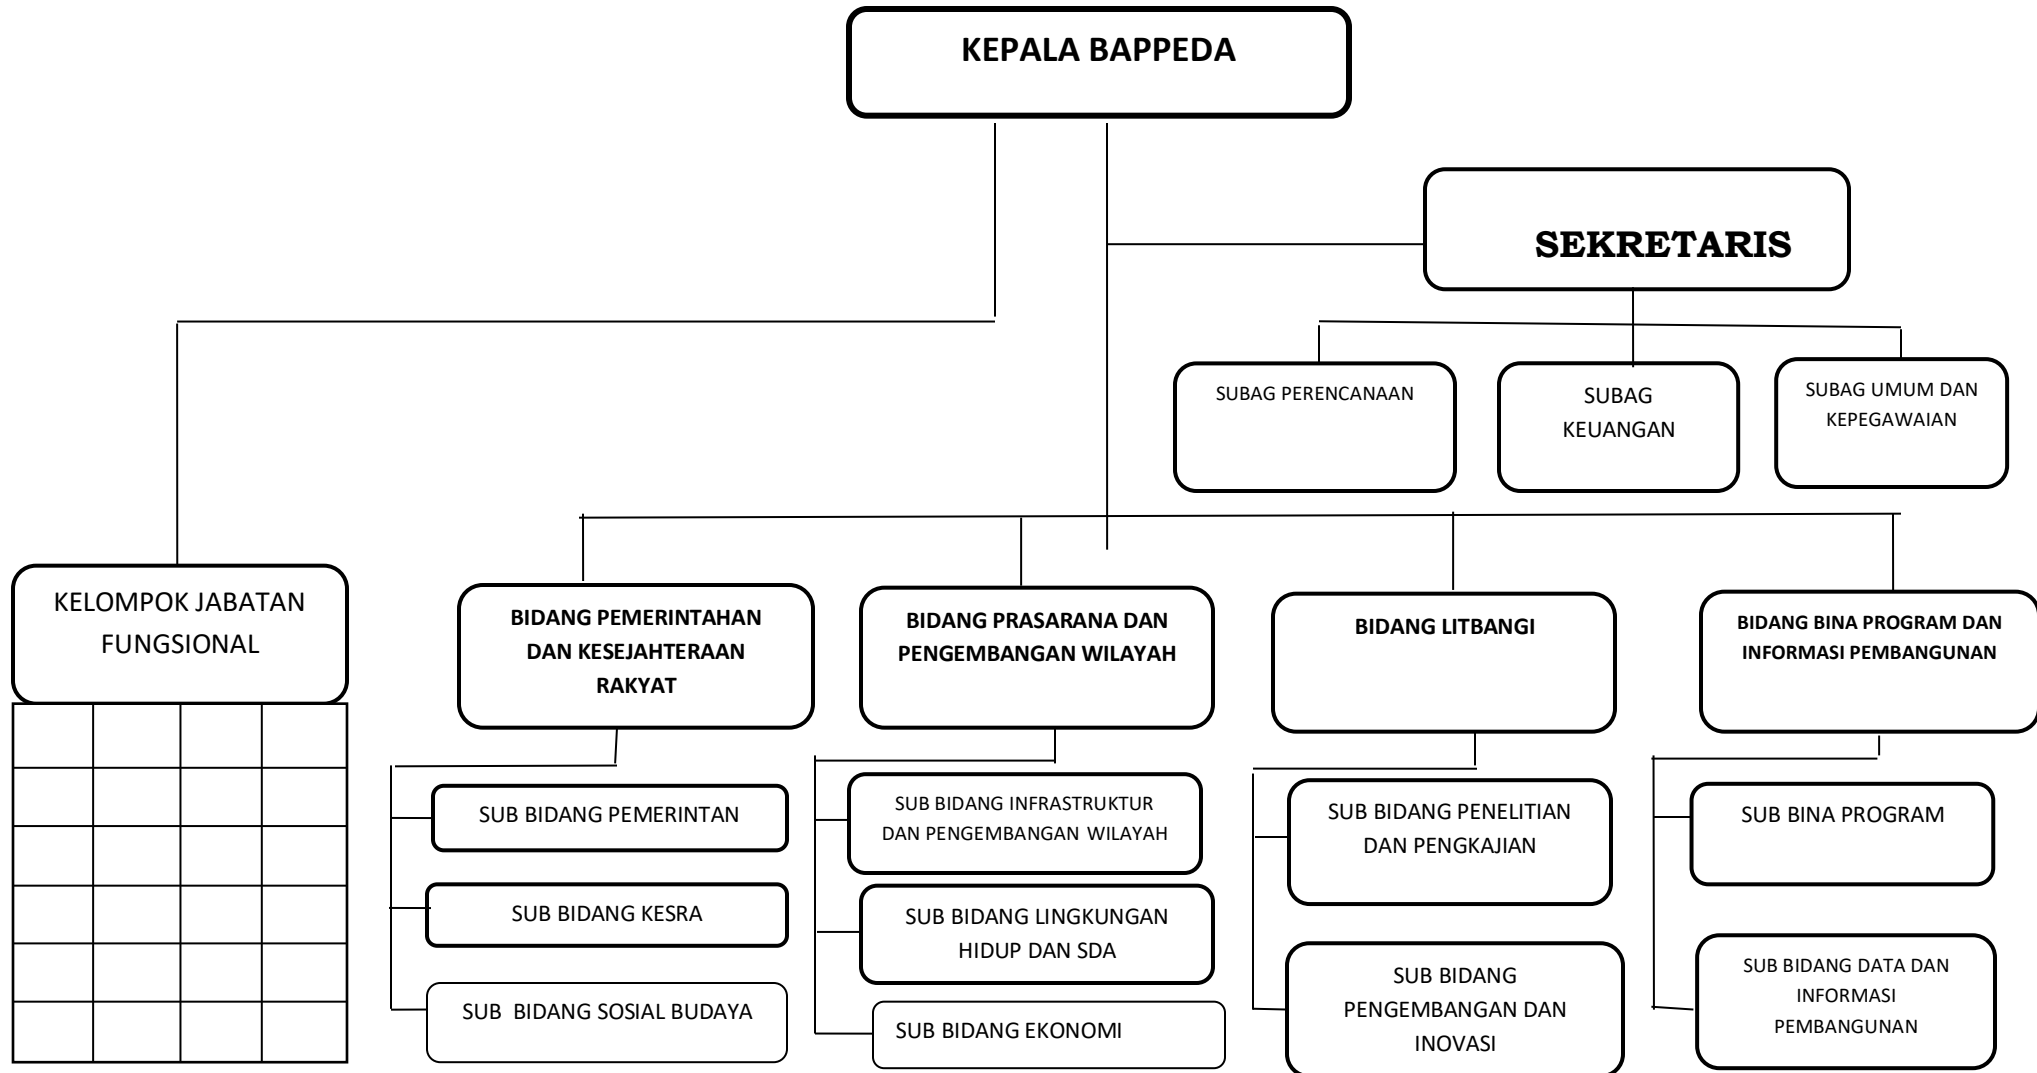 KEPALA BAPPEDA
SEKRETARIS
SUBAG PERENCANAAN
SUBAG
KEUANGAN
SUBAG UMUM DAN
KEPEGAWAIAN
KELOMPOK JABATAN
FUNGSIONAL
BIDANG PEMERINTAHAN
DAN KESEJAHTERAAN
RAKYAT
BIDANG PRASARANA DAN
PENGEMBANGAN WILAYAH
BIDANG LITBANGI
BIDANG BINA PROGRAM DAN
INFORMASI PEMBANGUNAN
SUB BIDANG PEMERINTAN
SUB BIDANG KESRA
SUB  BIDANG SOSIAL BUDAYA
SUB BIDANG INFRASTRUKTUR
DAN PENGEMBANGAN WILAYAH
SUB BIDANG LINGKUNGAN
HIDUP DAN SDA
SUB BIDANG EKONOMI
SUB BIDANG PENELITIAN
DAN PENGKAJIAN
SUB BIDANG
PENGEMBANGAN DAN
INOVASI
SUB BINA PROGRAM
SUB BIDANG DATA DAN
INFORMASI
PEMBANGUNAN